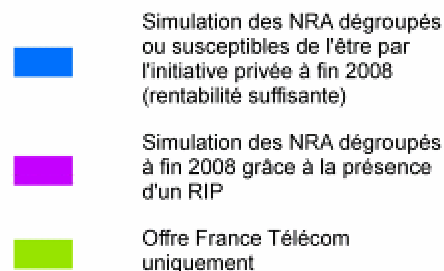 Simulation des NRA dégroupés
ou susceptibles de l'être par
l'initiative privée à fin 2008
(rentabilité suffisante)
Simulation des NRA dégroupés
à fin 2008 grâce à la présence
d'un RIP
Offre France Télécom
uniquement